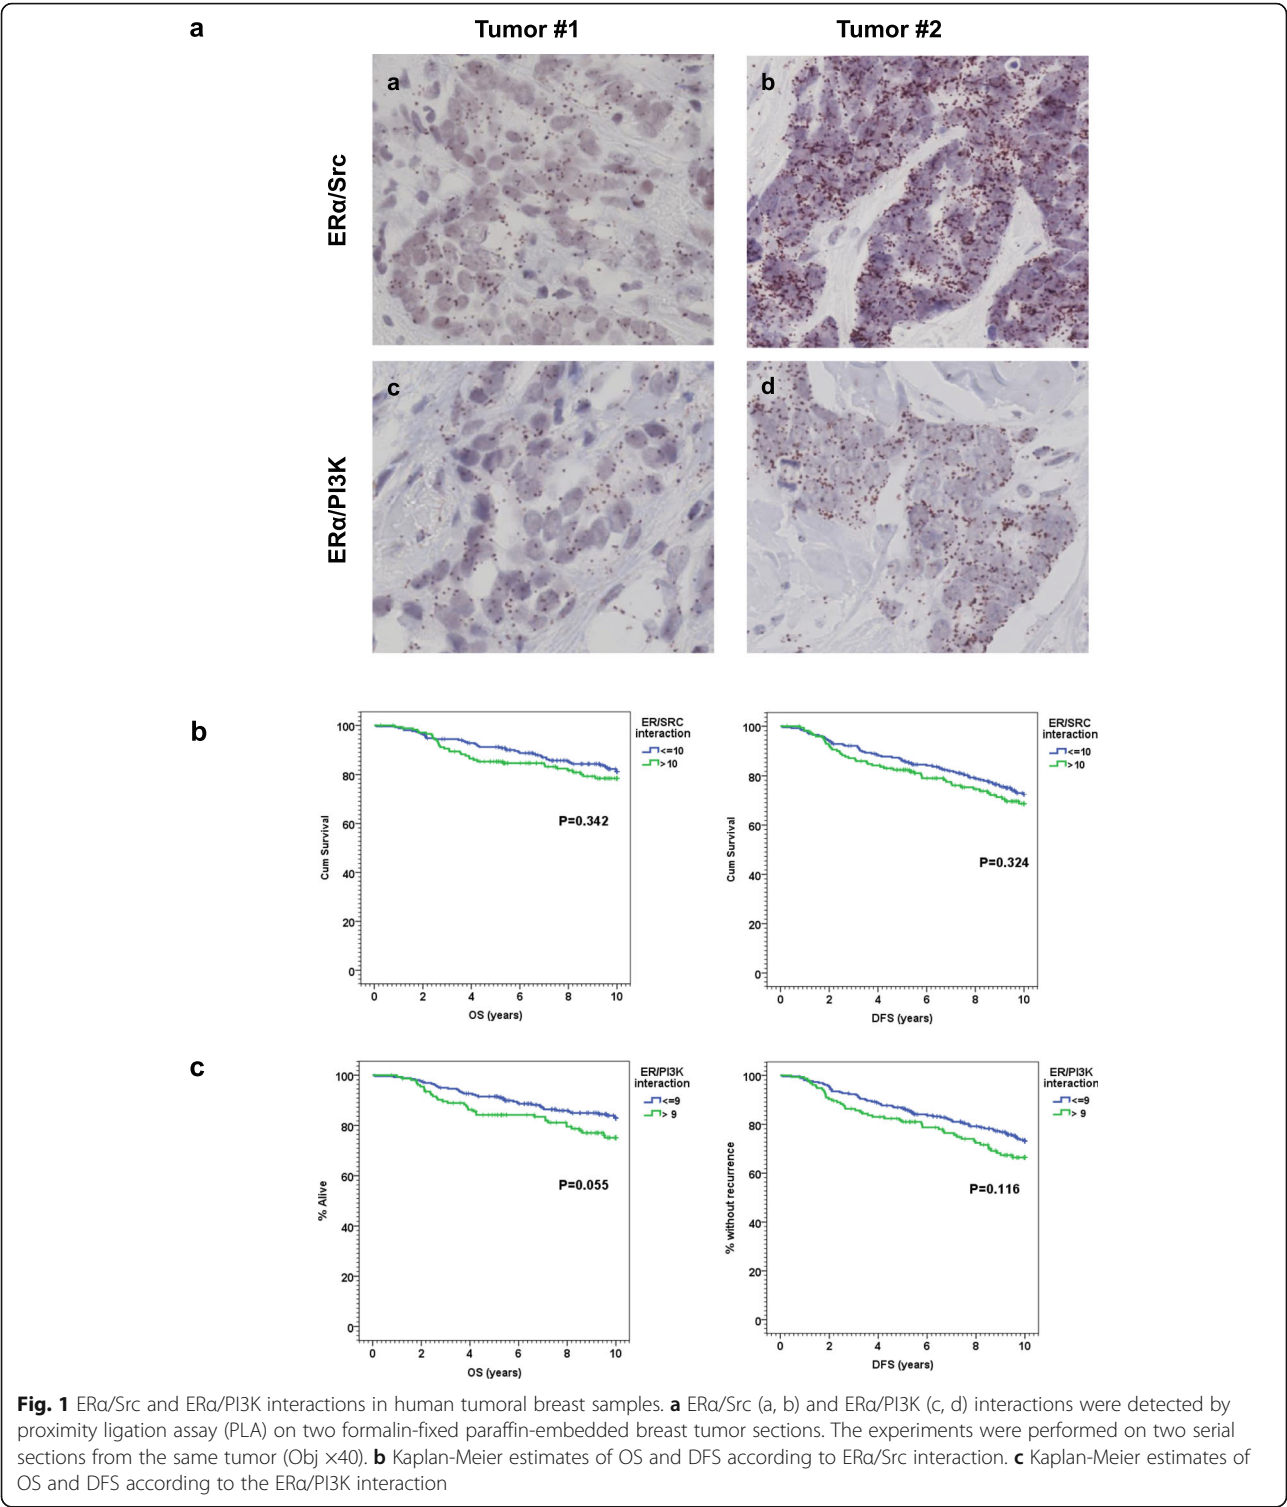 a
Tumor #1
Tumor #2
ERα/Src
a
b
ERα/PI3K
c
d
b
Cum Survival
100
80
60
40
20
0
0 2 4 6 8 10
OS (years)
P=0.342
ER/SRC
interaction
<=10
>10
Cum Survival
100
80
60
40
20
0
0 2 4 6 8 10
DFS (years)
P=0.324
ER/SRC
interaction
<=10
>10
c
% Alive
100
80
60
40
20
0
0 2 4 6 8 10
OS (years)
P=0.055
ER/PI3K
interaction
<=9
> 9
% without recurrence
100
80
60
40
20
0
0 2 4 6 8 10
DFS (years)
P=0.116
ER/PI3K
interaction
<=9
> 9
Fig. 1 ERα/Src and ERα/PI3K interactions in human tumoral breast samples. a ERα/Src (a, b) and ERα/PI3K (c, d) interactions were detected by
proximity ligation assay (PLA) on two formalin-fixed paraffin-embedded breast tumor sections. The experiments were performed on two serial
sections from the same tumor (Obj ×40). b Kaplan-Meier estimates of OS and DFS according to ERα/Src interaction. c Kaplan-Meier estimates of
OS and DFS according to the ERα/PI3K interaction